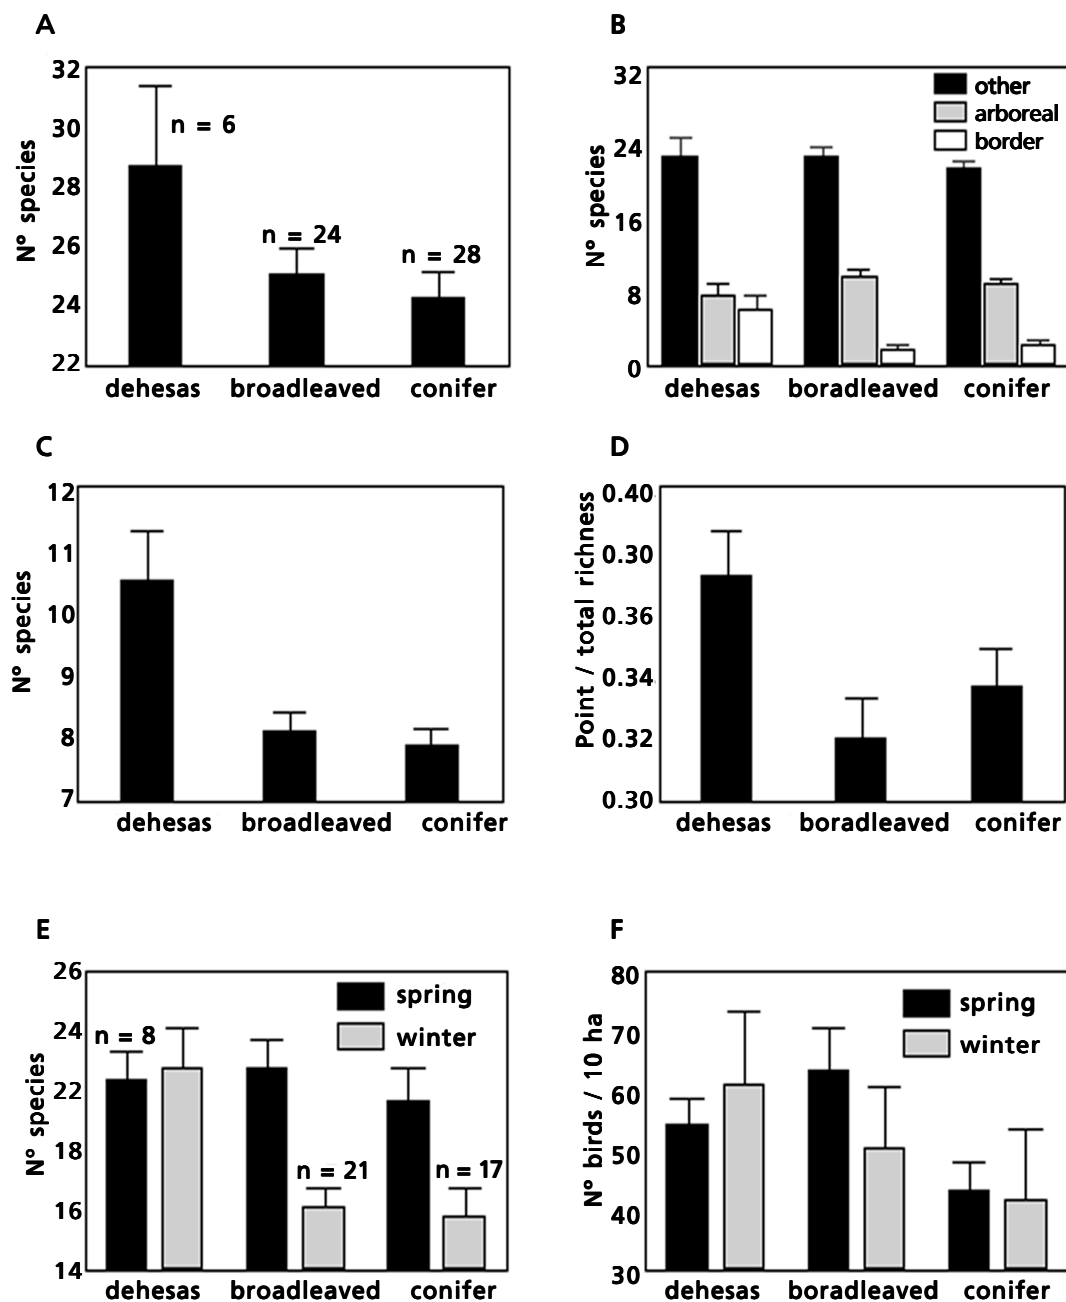 A
N° species
32
30
28
26
24
22
n = 6
n = 24
n = 28
dehesas broadleaved conifer
B
N° species
32
24
16
8
0
other
arboreal
border
dehesas boradleaved conifer
C
N° species
12
11
10
9
8
7
dehesas broadleaved conifer
D
Point / total richness
0.40
0.30
0.36
0.34
0.32
0.30
dehesas boradleaved conifer
E
N° species
26
24
22
18
16
14
spring
winter
n = 8
n = 21
n = 17
dehesas broadleaved conifer
F
N° birds / 10 ha
80
70
60
50
40
30
spring
winter
dehesas boradleaved conifer